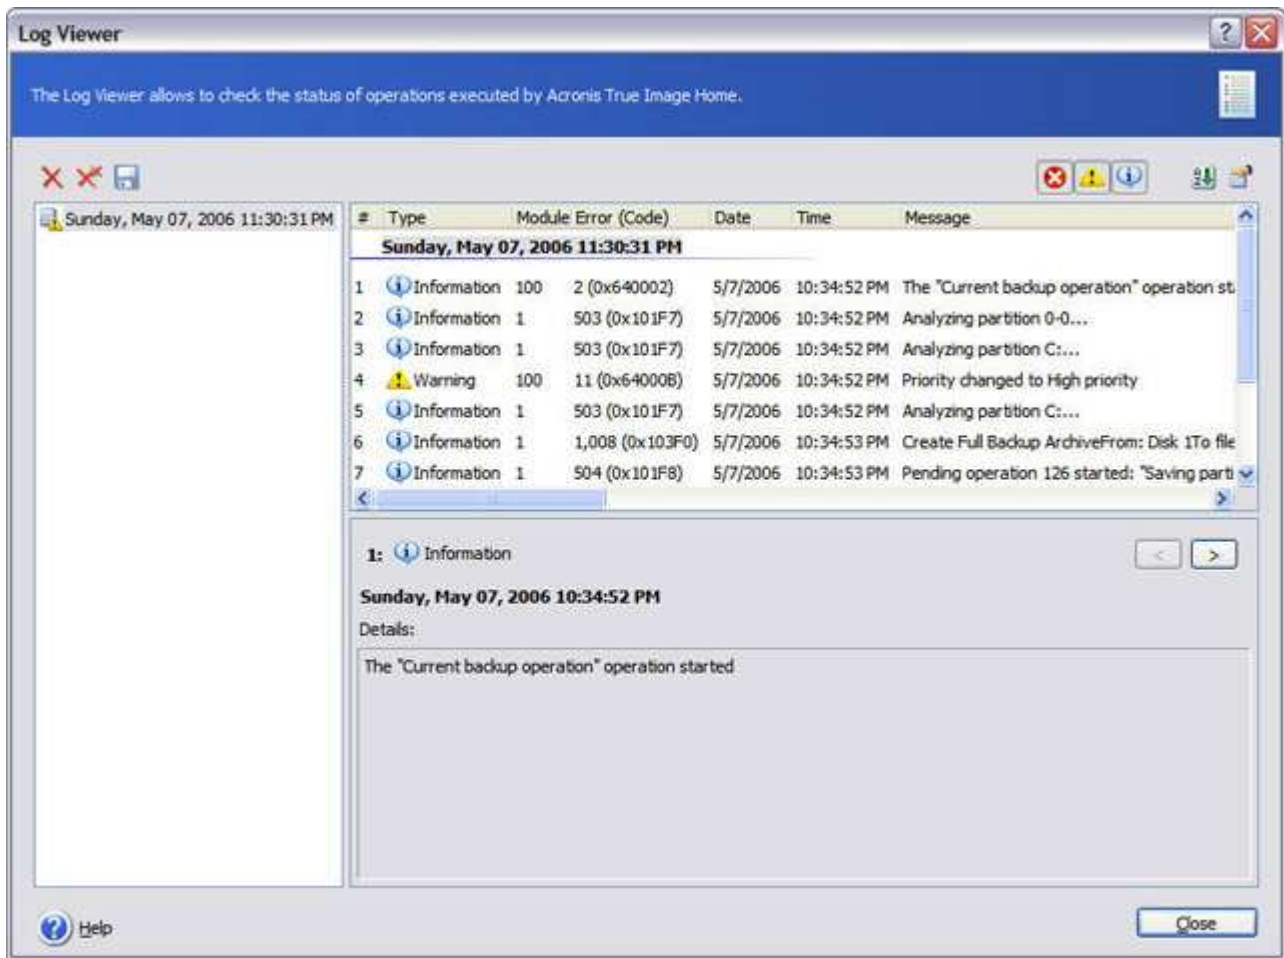 Log Viewer
The Log Viewer allows to check the status of operations executed by Acronis True Image Home.
Sunday, May 07, 2006 11:30:31 PM
# Type Module Error (Code) Date Time Message
Sunday, May 07, 2006 11:30:31 PM
1 Information 100 2 (0x640002) 5/7/2006 10:34:52 PM The "Current backup operation" operation sta
2 Information 1 503 (0x101F7) 5/7/2006 10:34:52 PM Analyzing partition 0-0...
3 Information 1 503 (0x101F7) 5/7/2006 10:34:52 PM Analyzing partition C:...
4 Warning 100 11 (0x64000B) 5/7/2006 10:34:52 PM Priority changed to High priority
5 Information 1 503 (0x101F7) 5/7/2006 10:34:52 PM Analyzing partition C:...
6 Information 1 1,008 (0x103F0) 5/7/2006 10:34:53 PM Create Full Backup ArchiveFrom: Disk 1To file
7 Information 1 504 (0x101F8) 5/7/2006 10:34:53 PM Pending operation 126 started: "Saving parti
1: Information
< >
Sunday, May 07, 2006 10:34:52 PM
Details:
The "Current backup operation" operation started
Help
Close